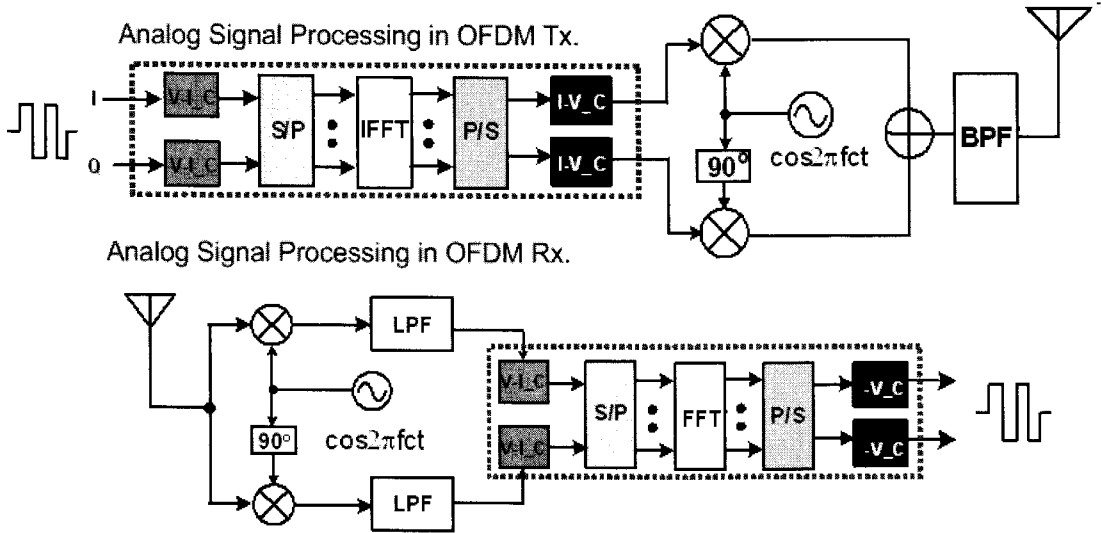 Analog Signal Processing in OFDM Tx.
I
V-I_C
S/P
IFFT
P/S
I-V_C
Q
V-I_C
I-V_C
90°
cos2πfct
BPF
Analog Signal Processing in OFDM Rx.
LPF
V-I_C
S/P
FFT
P/S
-V_C
90°
cos2πfct
V-I_C
-V_C
LPF